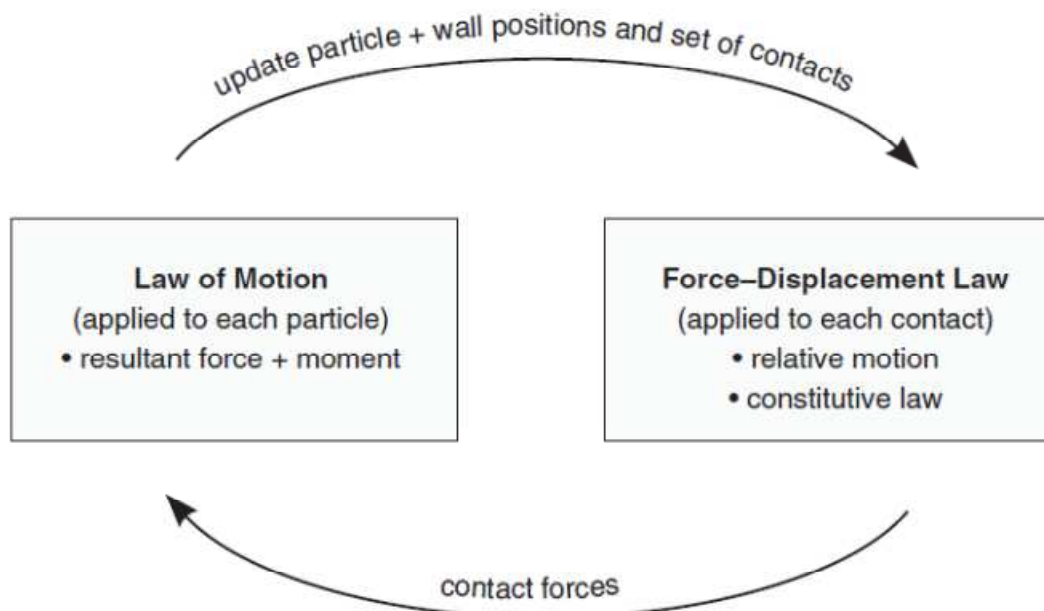 update particle + wall positions and set of contacts
Law of Motion
(applied to each particle)
• resultant force + moment
Force–Displacement Law
(applied to each contact)
• relative motion
• constitutive law
contact forces